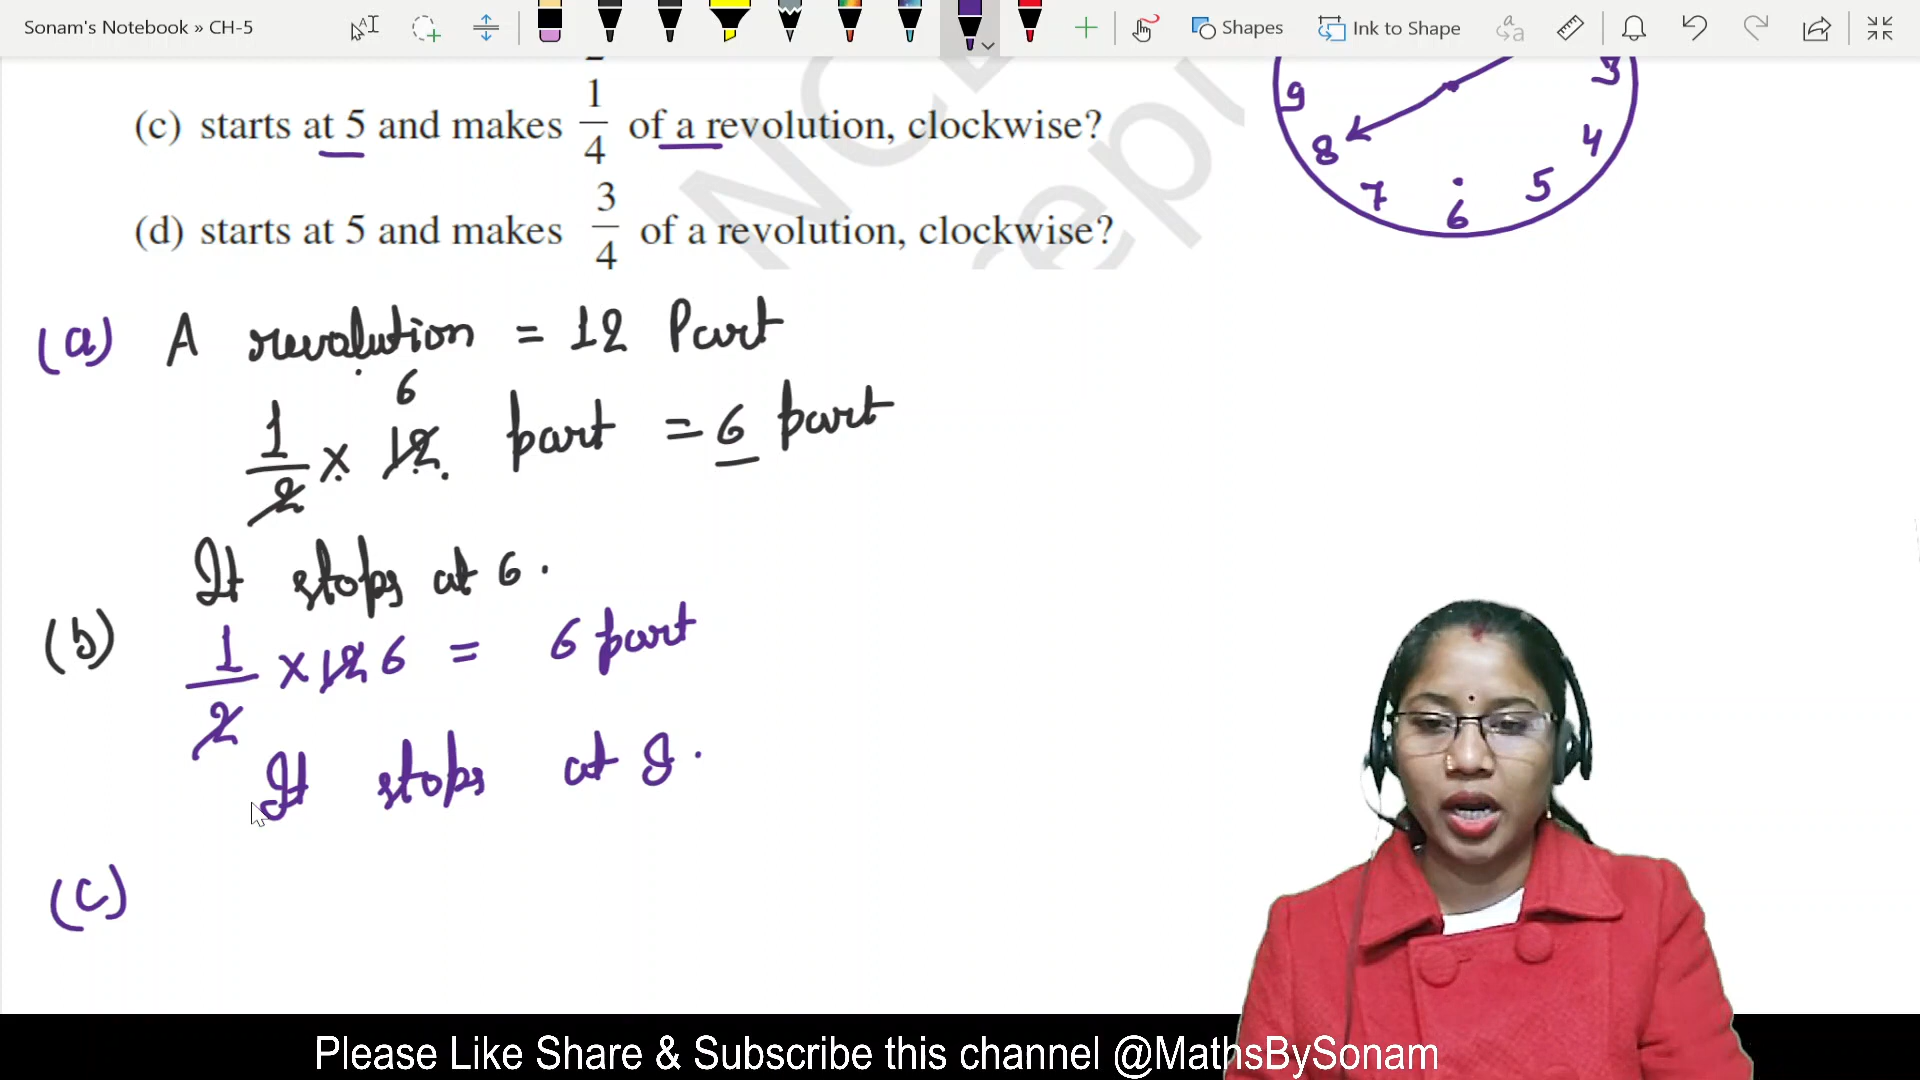 Sonam's Notebook » CH-5
Shapes
Ink to Shape
(c) starts at 5 and makes 1/4 of a revolution, clockwise?
(d) starts at 5 and makes 3/4 of a revolution, clockwise?
3
4
5
6
7
8
9
(a) A revolution = 12 Part
6
1/2 x 12 part = 6 part
It stops at 6.
(b)
1/2 x 12 6 = 6 part
It stops at 8.
(c)
Please Like Share & Subscribe this channel @MathsBySonam